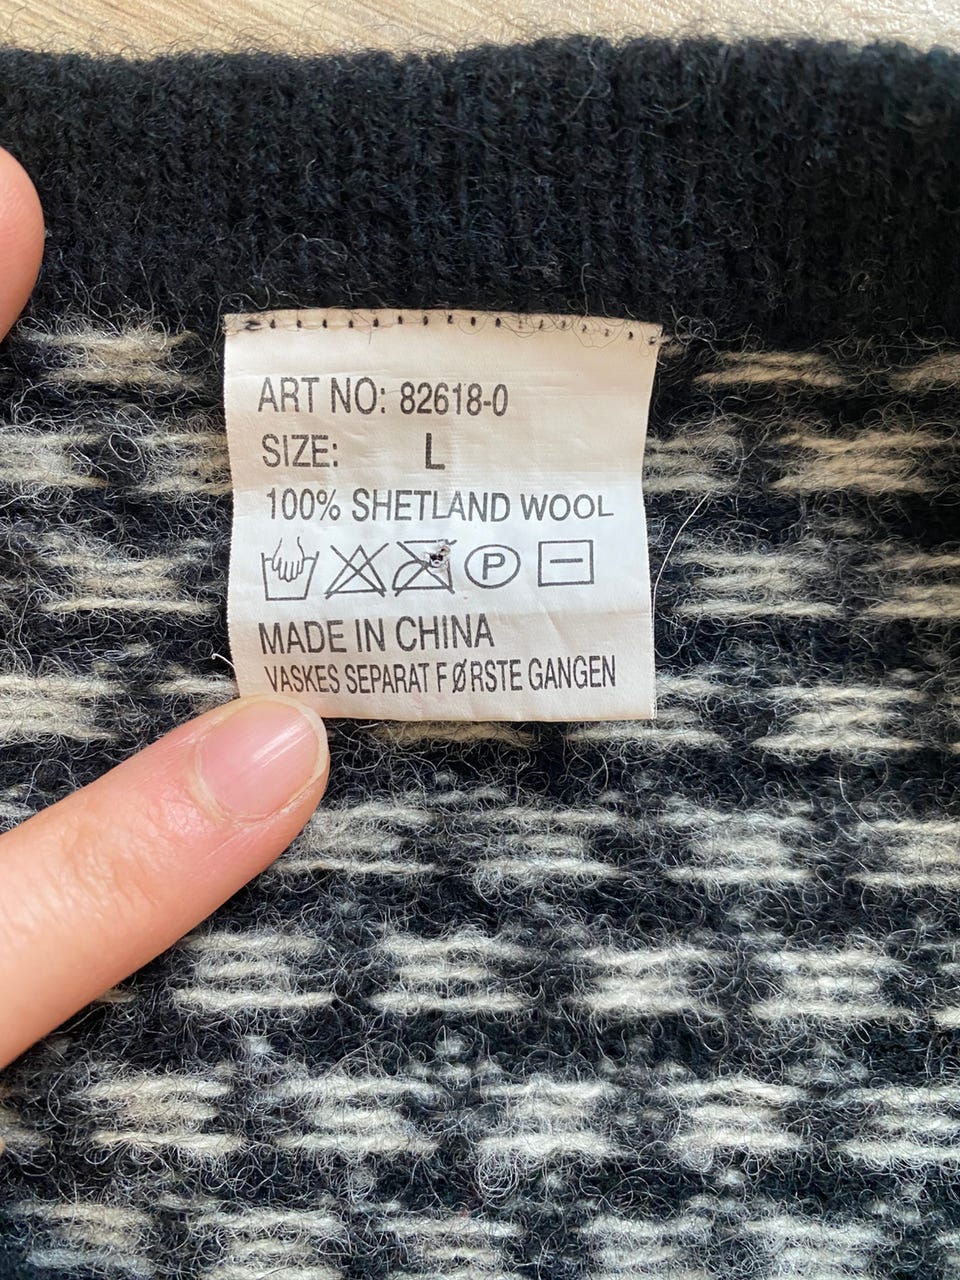 ART NO: 82618-0
SIZE: L
100% SHETLAND WOOL
P
MADE IN CHINA
VASKES SEPARAT FØRSTE GANGEN